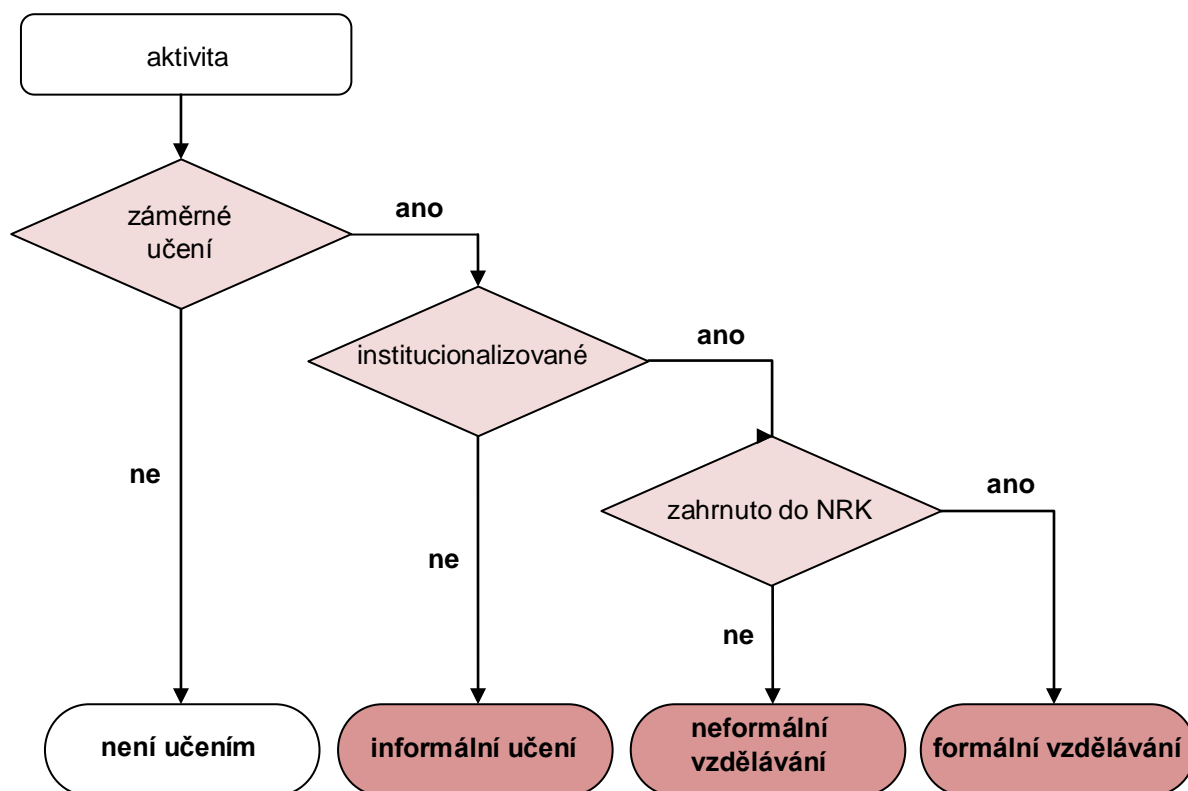 aktivita
záměrné
učení
ano
institucionalizované
ano
ne
zahrnuto do NRK
ano
ne
ne
není učením
informální učení
neformální
vzdělávání
formální vzdělávání